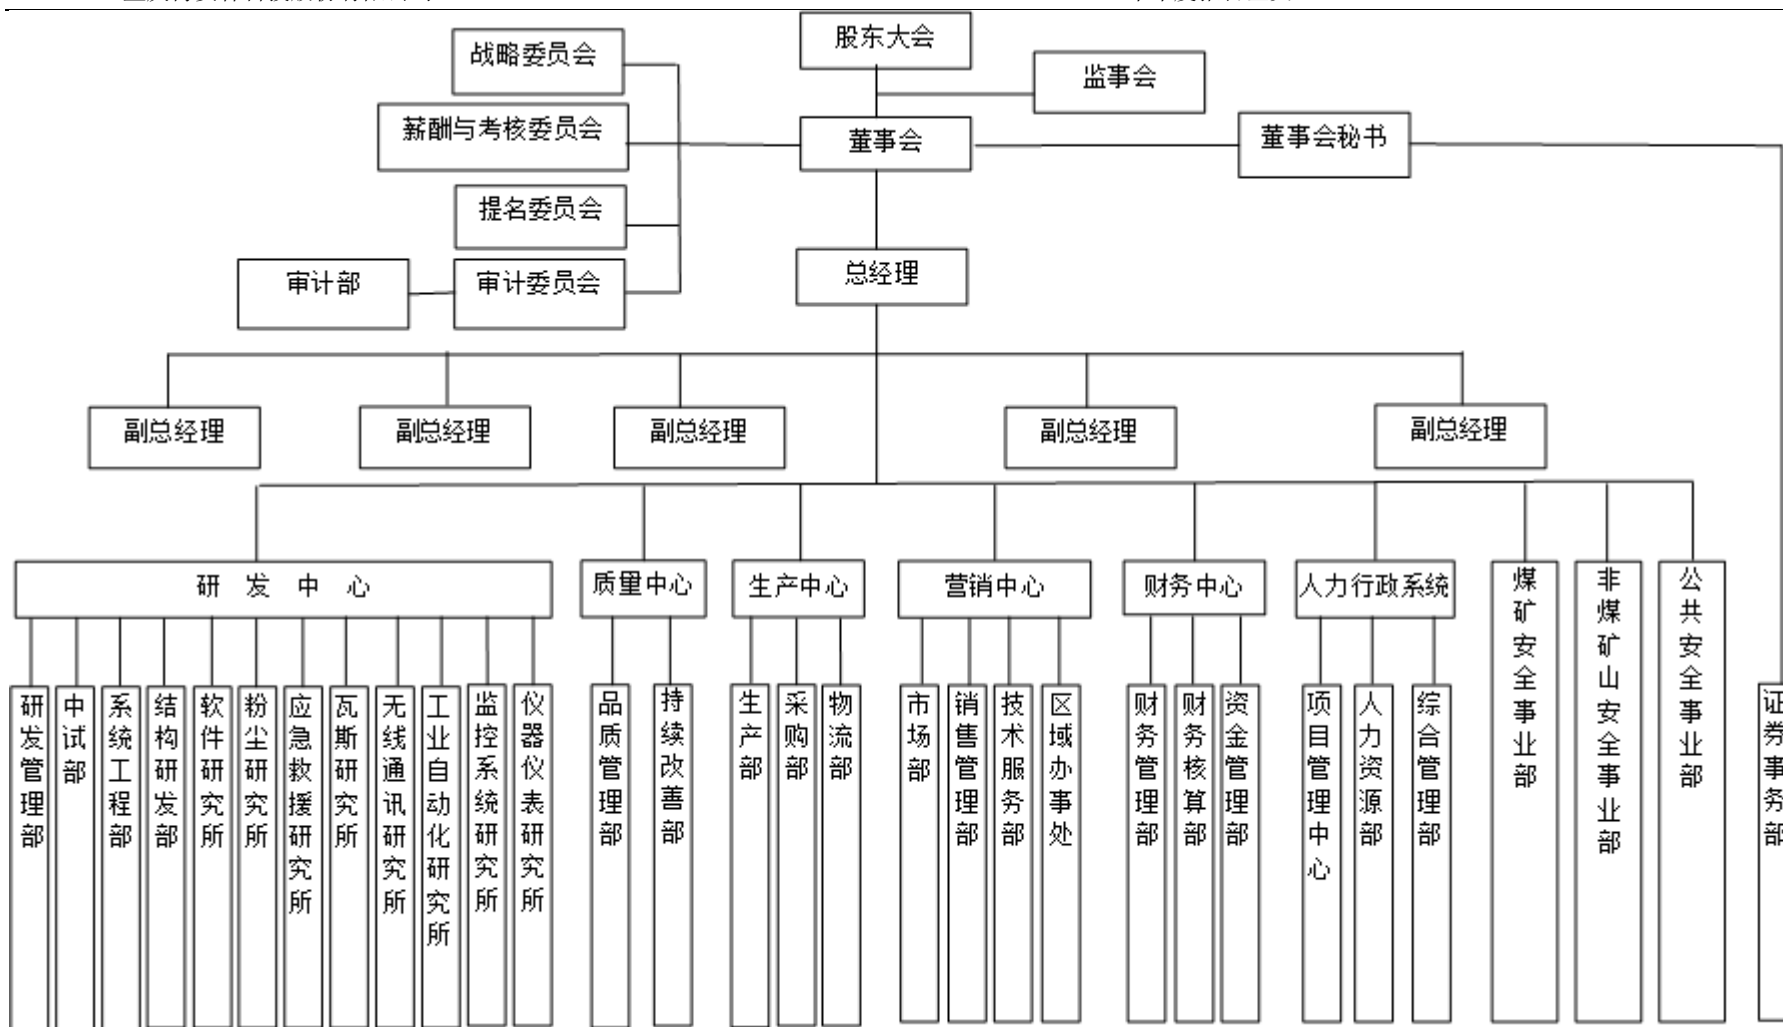 股东大会
战略委员会
监事会
薪酬与考核委员会
董事会
董事会秘书
提名委员会
总经理
审计部
审计委员会
副总经理
副总经理
副总经理
副总经理
副总经理
研 发 中 心
质量中心
生产中心
营销中心
财务中心
人力行政系统
煤矿安全事业部
非煤矿山安全事业部
公共安全事业部
研发管理部
中试部
系统工程部
结构研发部
软件研究所
粉尘研究所
应急救援研究所
瓦斯研究所
无线通讯研究所
工业自动化研究所
监控系统研究所
仪器仪表研究所
品质管理部
持续改善部
生产部
采购部
物流部
市场部
销售管理部
技术服务部
区域办事处
财务管理部
财务核算部
资金管理部
项目管理中心
人力资源部
综合管理部
证券事务部